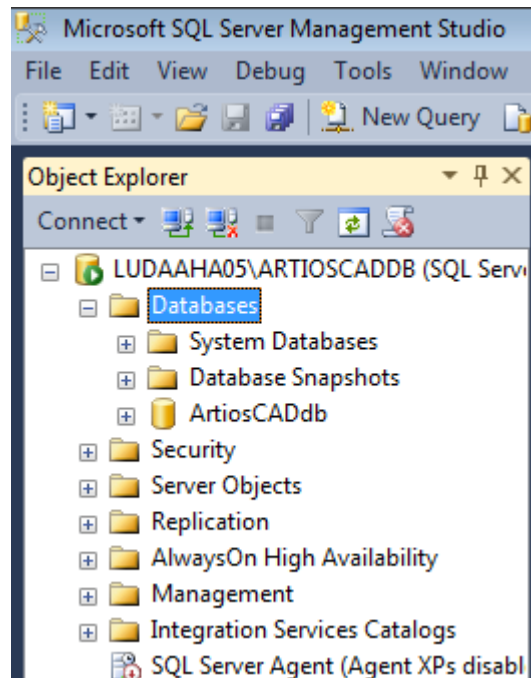 Microsoft SQL Server Management Studio
File Edit View Debug Tools Window
New Query
Object Explorer
Connect
LUDAAHA05\ARTIOSCADDB (SQL Serv
Databases
System Databases
Database Snapshots
ArtiosCADdb
Security
Server Objects
Replication
AlwaysOn High Availability
Management
Integration Services Catalogs
SQL Server Agent (Agent XPs disabl